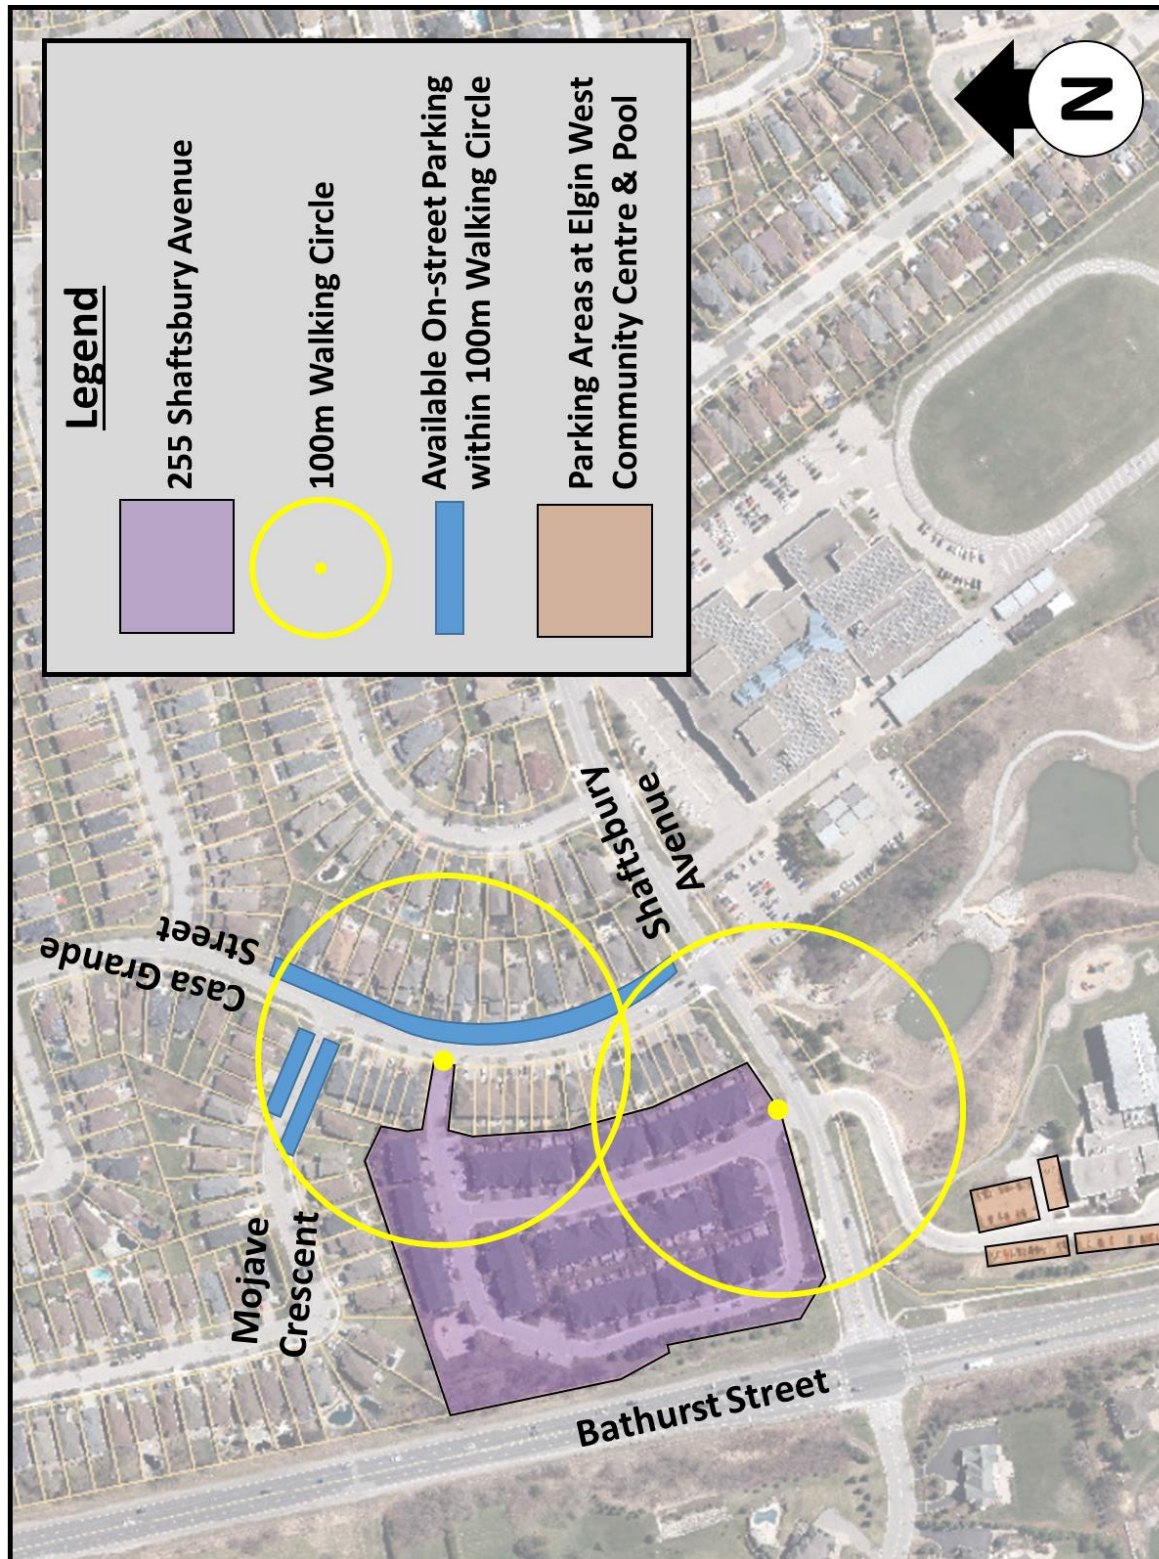 Legend
255 Shaftsbury Avenue
100m Walking Circle
Available On-street Parking
within 100m Walking Circle
Parking Areas at Elgin West
Community Centre & Pool
N
Casa Grande
Street
Mojave
Crescent
Shaftsbury
Avenue
Bathurst Street